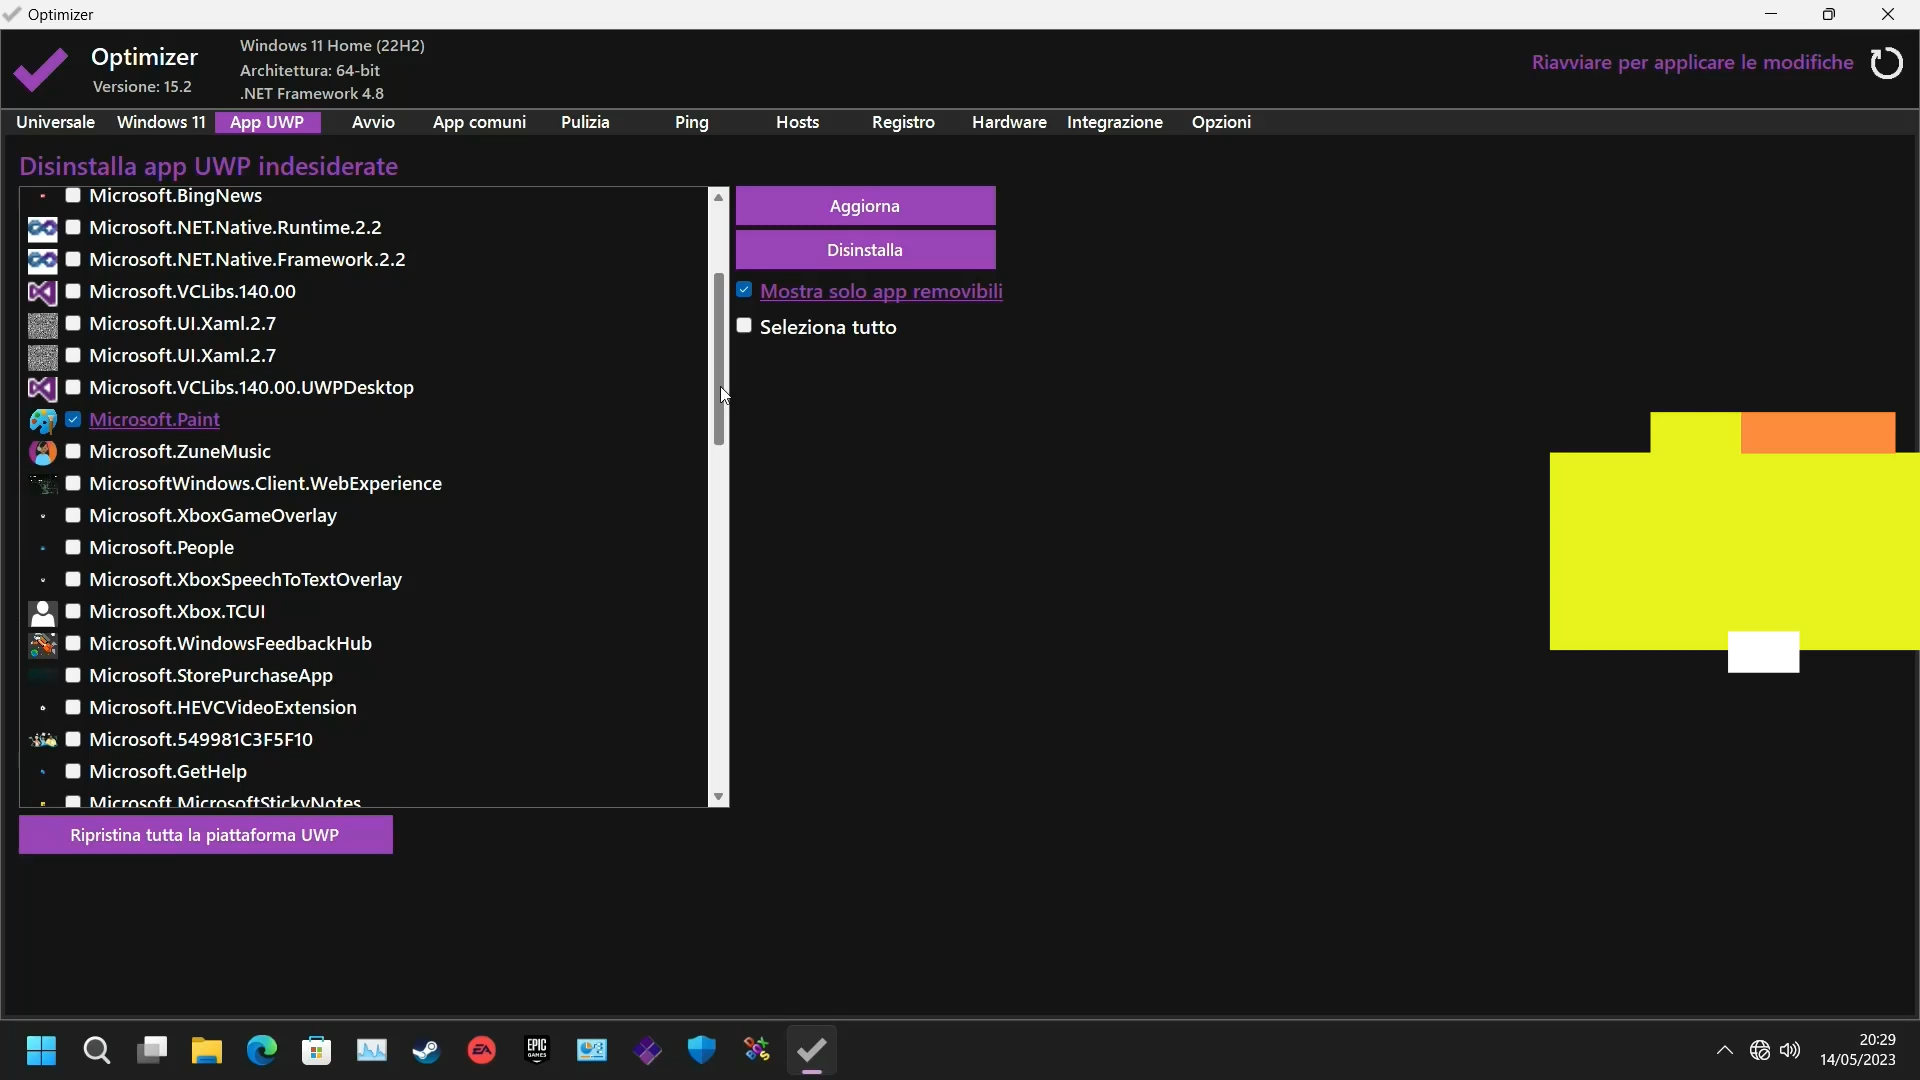 Optimizer
Optimizer
Versione: 15.2
Windows 11 Home (22H2)
Architettura: 64-bit
.NET Framework 4.8
Riavviare per applicare le modifiche
Universale Windows 11 App UWP Avvio App comuni Pulizia Ping Hosts Registro Hardware Integrazione Opzioni
Disinstalla app UWP indesiderate
Microsoft.BingNews
Microsoft.NET.Native.Runtime.2.2
Microsoft.NET.Native.Framework.2.2
Microsoft.VCLibs.140.00
Microsoft.UI.Xaml.2.7
Microsoft.UI.Xaml.2.7
Microsoft.VCLibs.140.00.UWPDesktop
Microsoft.Paint
Microsoft.ZuneMusic
MicrosoftWindows.Client.WebExperience
Microsoft.XboxGameOverlay
Microsoft.People
Microsoft.XboxSpeechToTextOverlay
Microsoft.Xbox.TCUI
Microsoft.WindowsFeedbackHub
Microsoft.StorePurchaseApp
Microsoft.HEVCVideoExtension
Microsoft.549981C3F5F10
Microsoft.GetHelp
Microsoft.MicrosoftStickyNotes
Aggiorna
Disinstalla
Mostra solo app removibili
Seleziona tutto
Ripristina tutta la piattaforma UWP
EA
EPIC
GAMES
20:29
14/05/2023